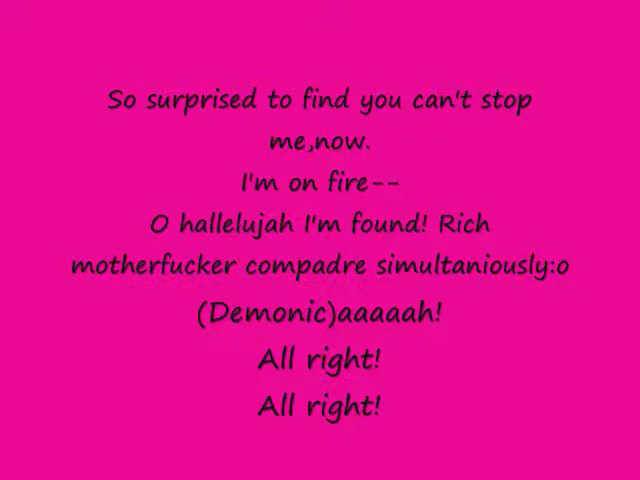 So surprised to find you can't stop
me,now.
I'm on fire--
O hallelujah I'm found! Rich
motherfucker compadre simultaniously:o
(Demonic)aaaaah!
All right!
All right!